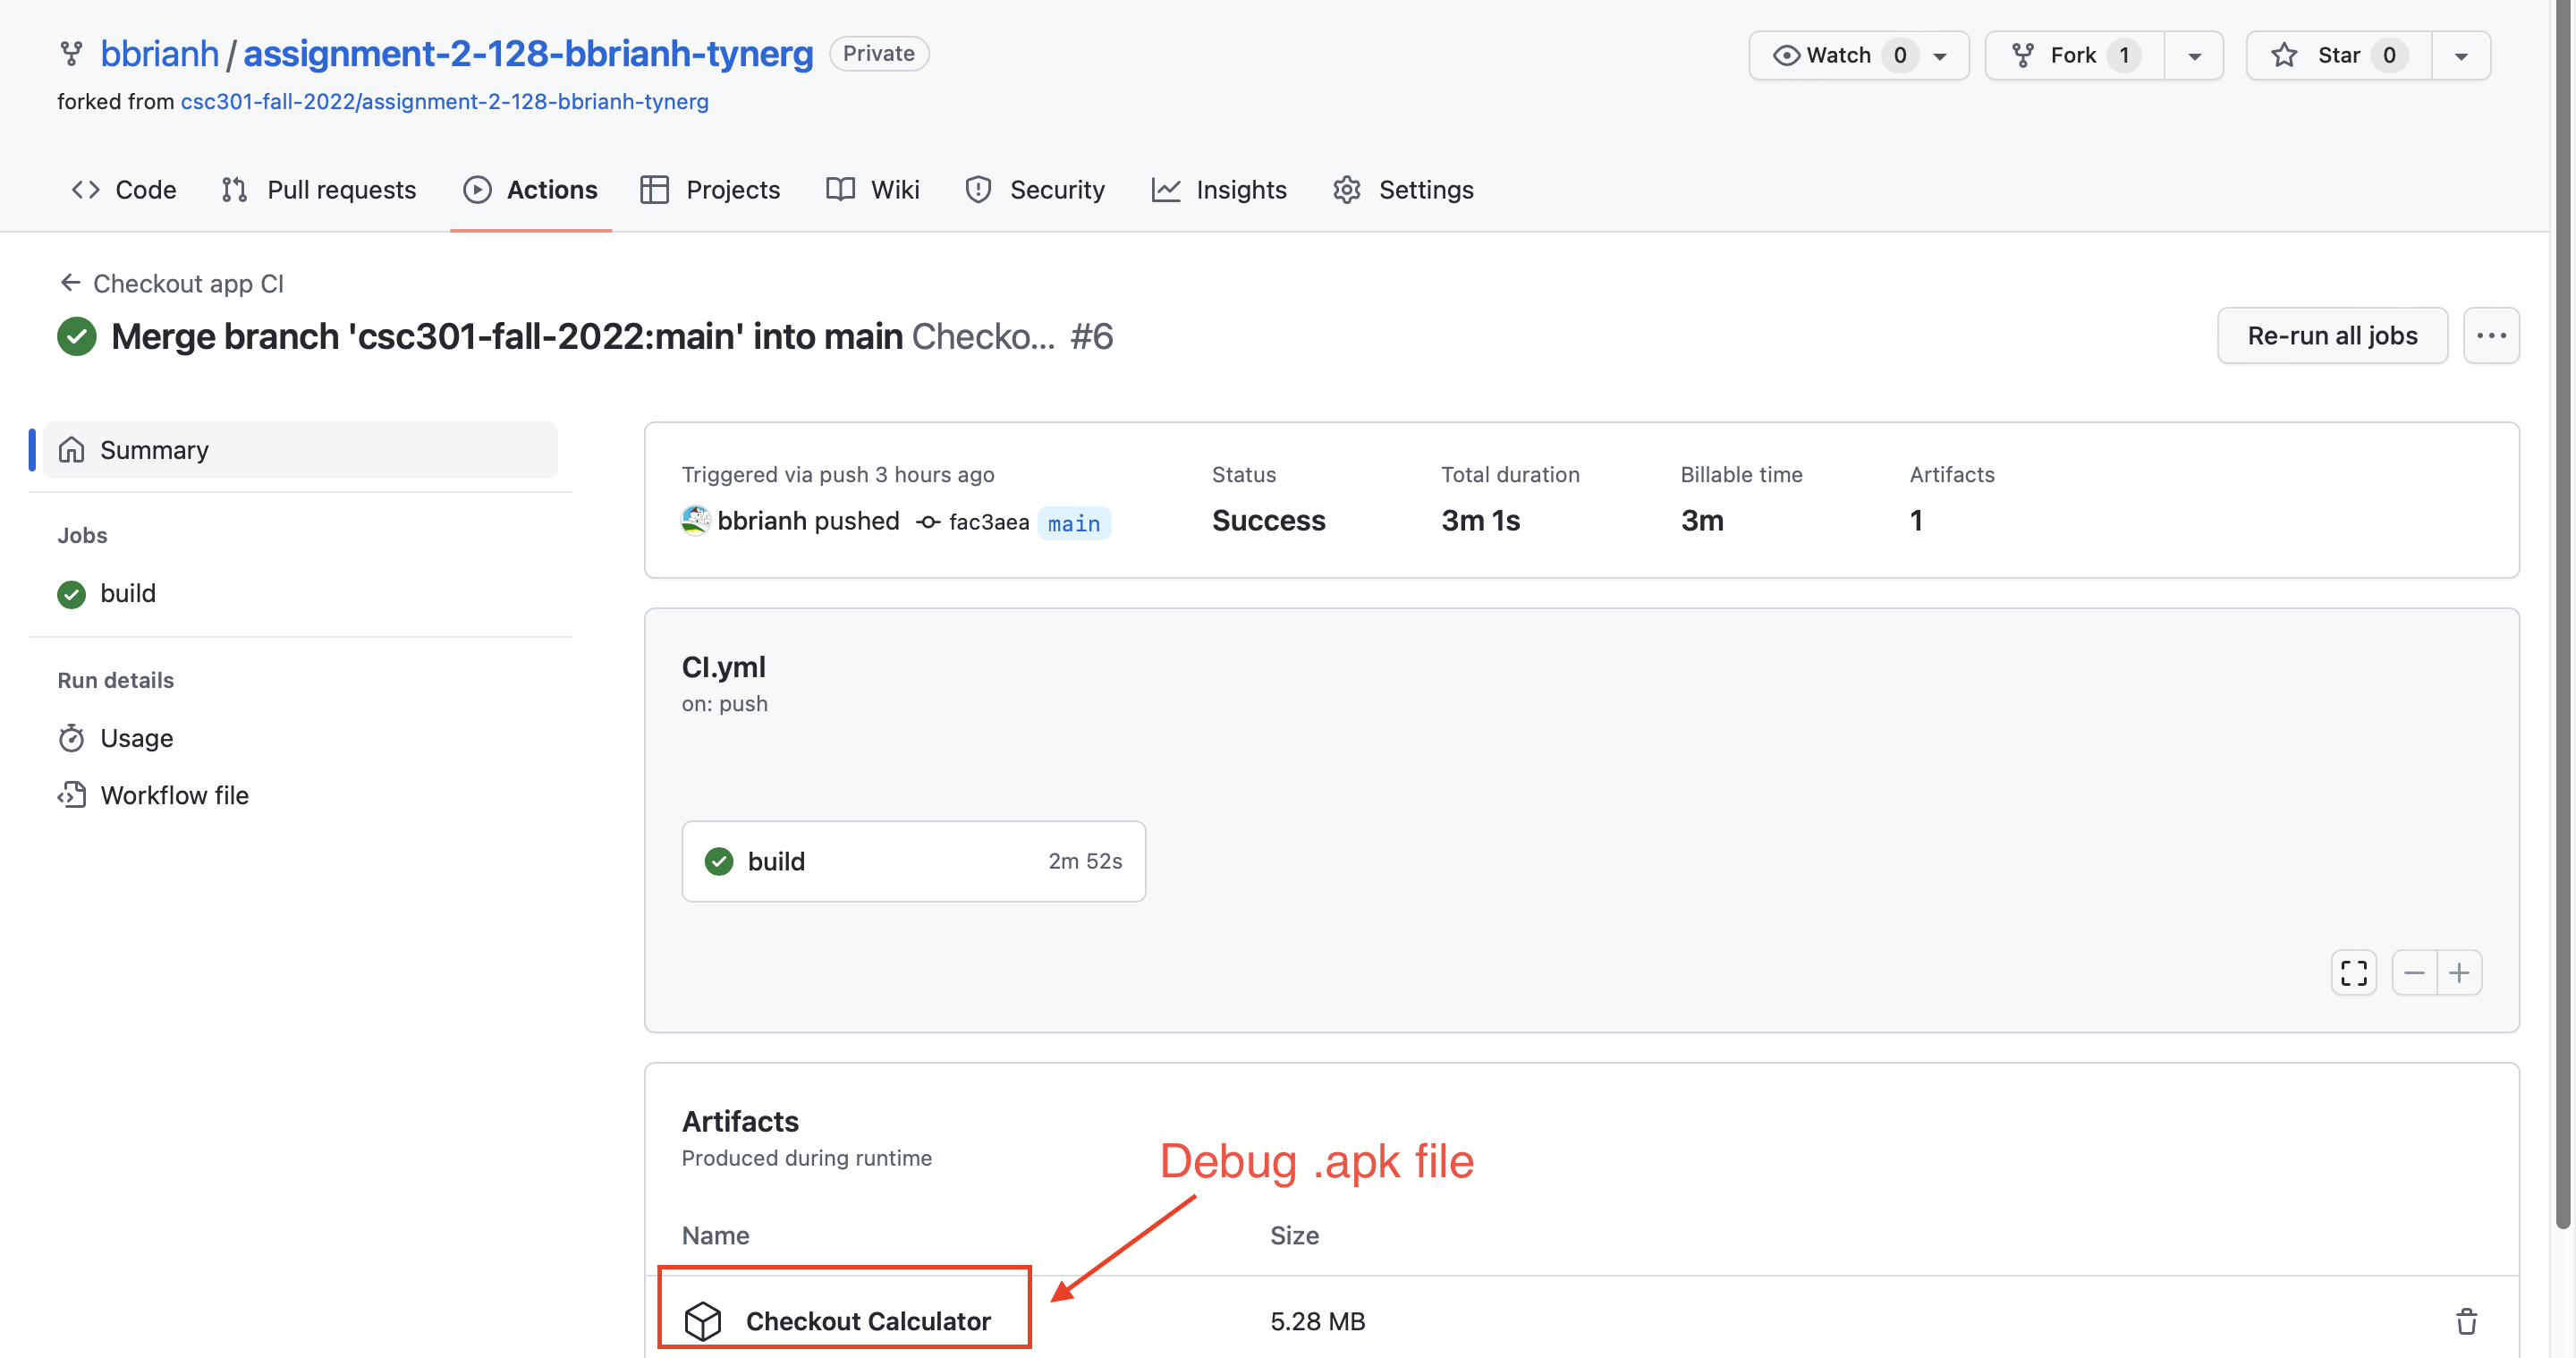 bbrianh / assignment-2-128-bbrianh-tynerg Private Watch 0 Fork 1 Star 0
forked from csc301-fall-2022/assignment-2-128-bbrianh-tynerg
Code Pull requests Actions Projects Wiki Security Insights Settings
Checkout app CI
Merge branch 'csc301-fall-2022:main' into main Checko... #6 Re-run all jobs
Summary
Jobs
build
Run details
Usage
Workflow file
Triggered via push 3 hours ago Status Total duration Billable time Artifacts
bbrianh pushed fac3aea main Success 3m 1s 3m 1
CI.yml
on: push
build 2m 52s
Artifacts
Produced during runtime
Debug .apk file
Name Size
Checkout Calculator 5.28 MB